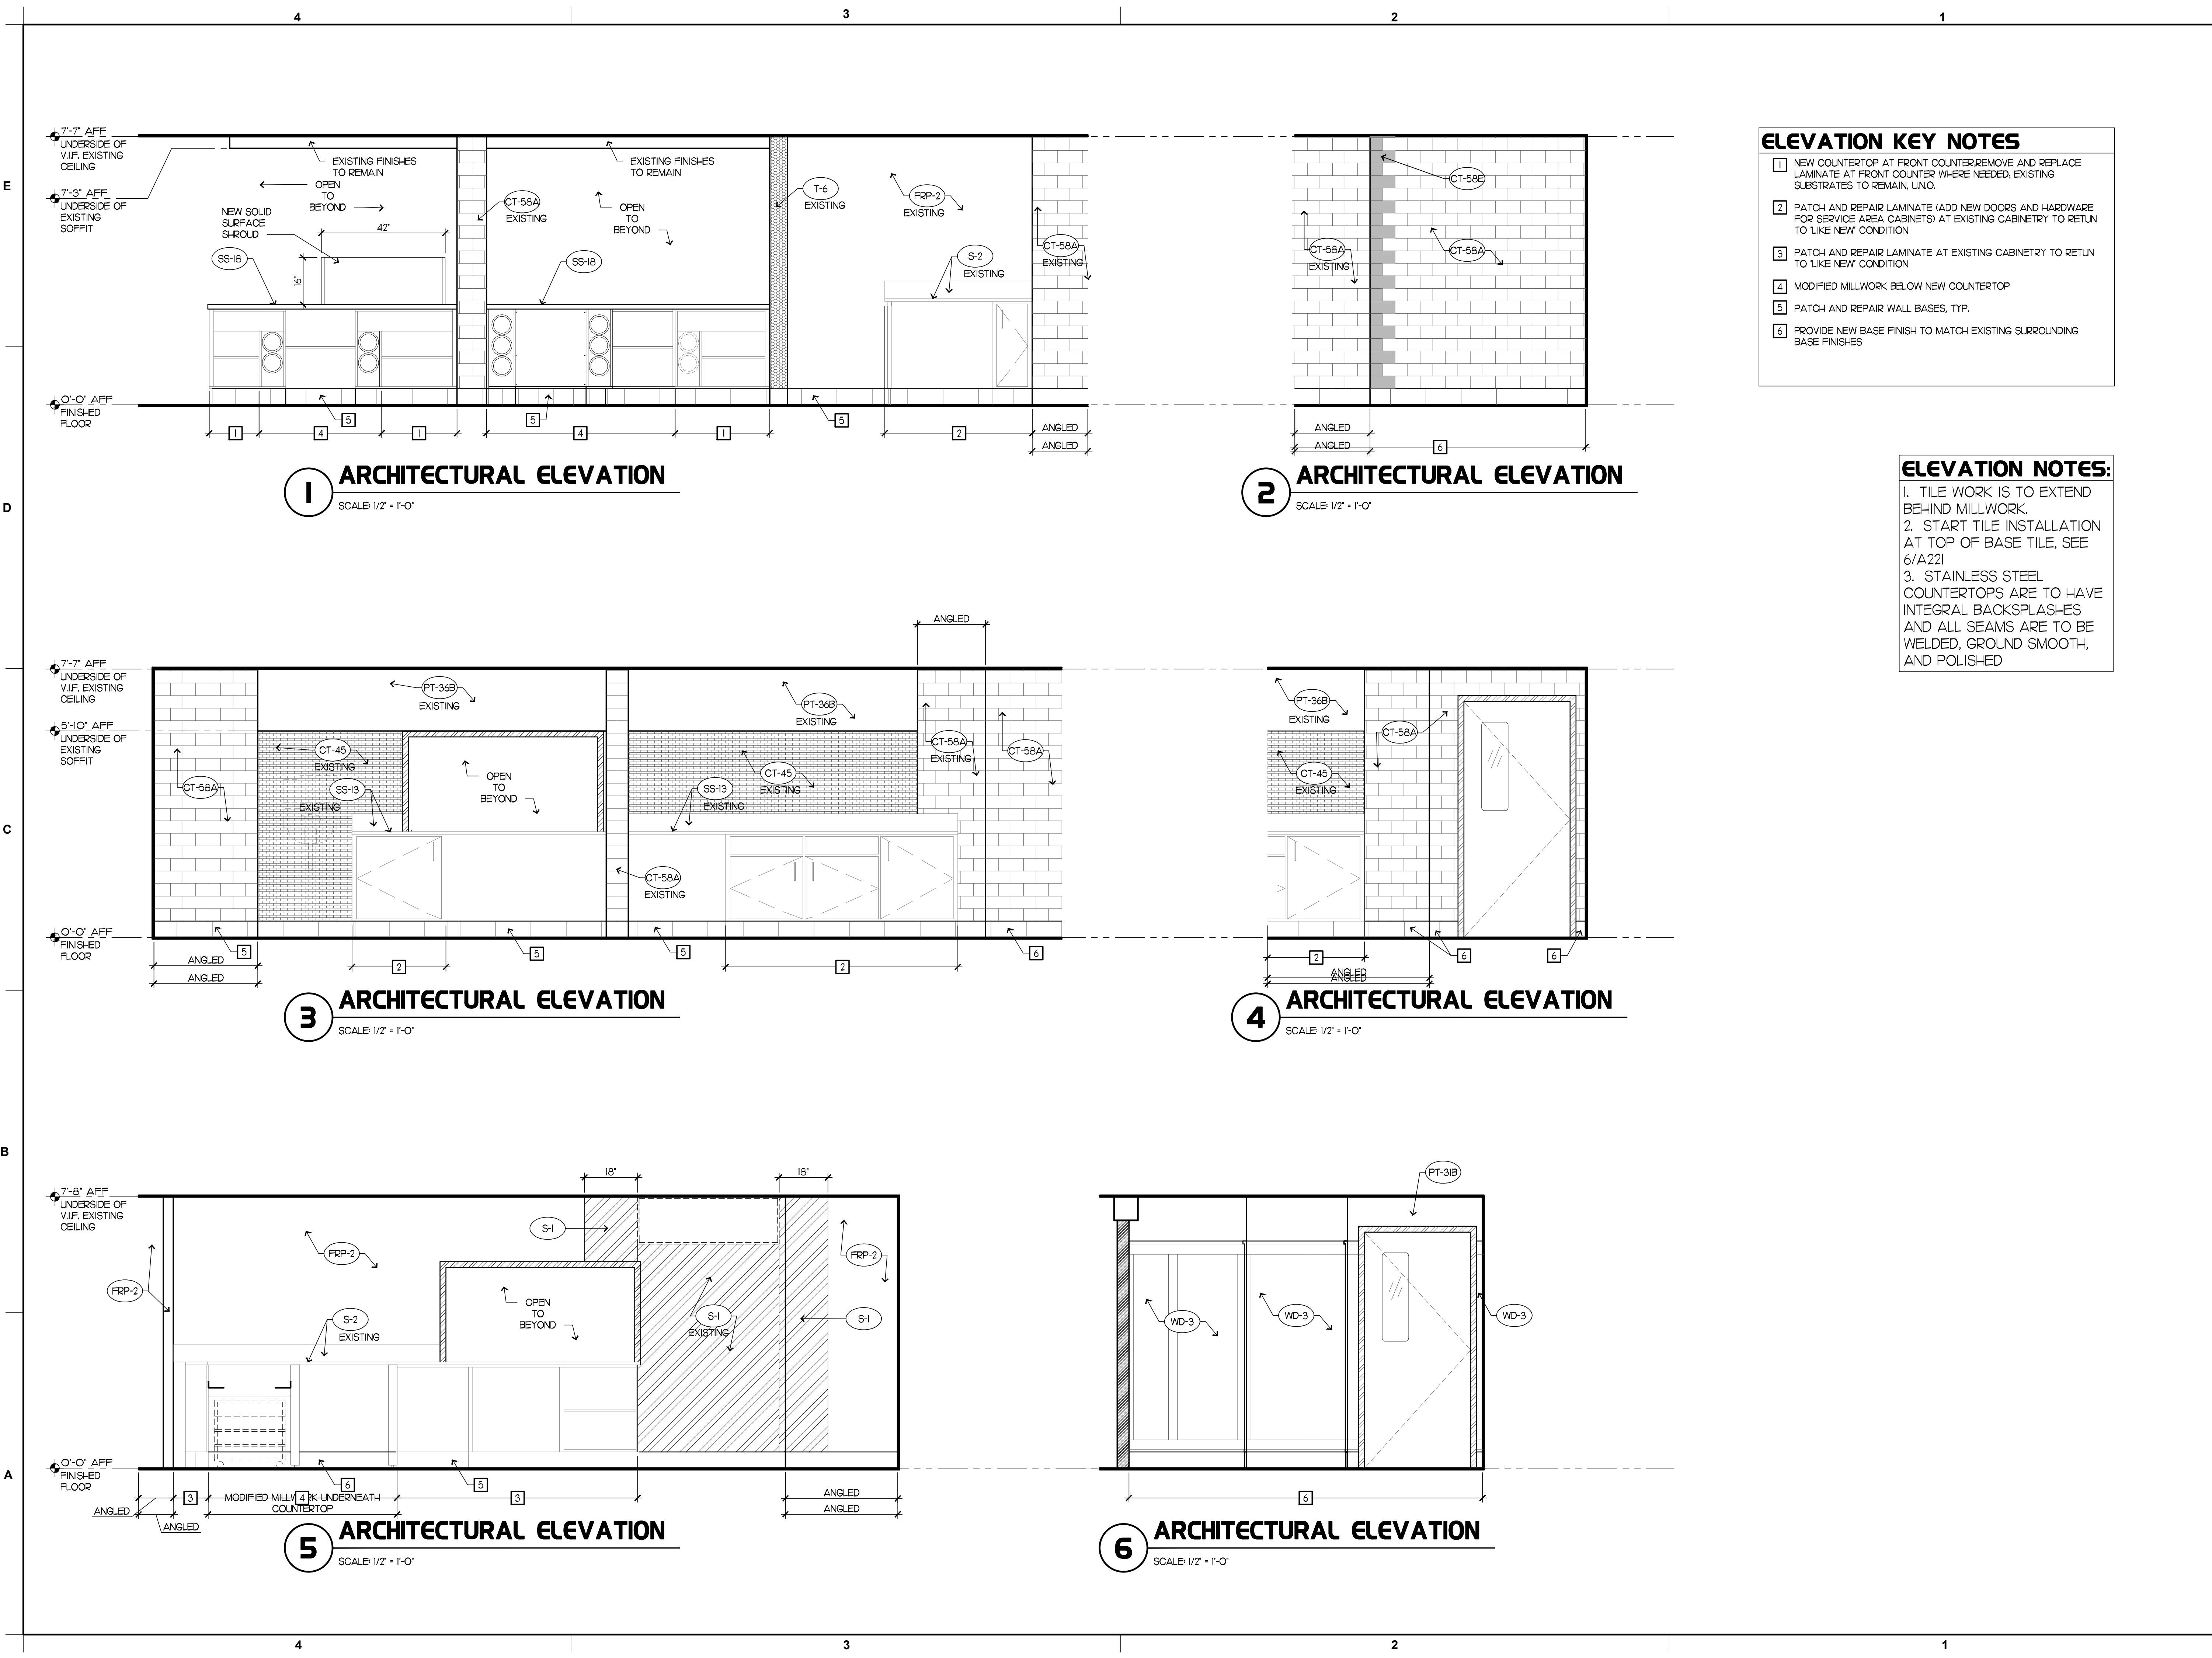 4 3 2 1
E
D
C
B
A
7'-7" AFF
UNDERSIDE OF
V.I.F. EXISTING
CEILING
7'-3" AFF
UNDERSIDE OF
EXISTING
SOFFIT
0'-0" AFF
FINISHED
FLOOR
EXISTING FINISHES
TO REMAIN
OPEN
TO
BEYOND
NEW SOLID
SURFACE
SHROUD
42"
16"
SS-18
CT-58A
EXISTING
EXISTING FINISHES
TO REMAIN
OPEN
TO
BEYOND
SS-18
T-6
EXISTING
FRP-2
EXISTING
S-2
EXISTING
CT-58A
EXISTING
5
5
5
1
4
1
4
1
2
ANGLED
ANGLED
1
ARCHITECTURAL ELEVATION
SCALE: 1/2" = 1'-0"
CT-58E
CT-58A
EXISTING
CT-58A
ANGLED
ANGLED
6
2
ARCHITECTURAL ELEVATION
SCALE: 1/2" = 1'-0"
ELEVATION KEY NOTES
1 NEW COUNTERTOP AT FRONT COUNTER;REMOVE AND REPLACE
LAMINATE AT FRONT COUNTER WHERE NEEDED; EXISTING
SUBSTRATES TO REMAIN, U.N.O.
2 PATCH AND REPAIR LAMINATE (ADD NEW DOORS AND HARDWARE
FOR SERVICE AREA CABINETS) AT EXISTING CABINETRY TO RETUN
TO "LIKE NEW" CONDITION
3 PATCH AND REPAIR LAMINATE AT EXISTING CABINETRY TO RETUN
TO "LIKE NEW" CONDITION
4 MODIFIED MILLWORK BELOW NEW COUNTERTOP
5 PATCH AND REPAIR WALL BASES, TYP.
6 PROVIDE NEW BASE FINISH TO MATCH EXISTING SURROUNDING
BASE FINISHES
ELEVATION NOTES:
1. TILE WORK IS TO EXTEND
BEHIND MILLWORK.
2. START TILE INSTALLATION
AT TOP OF BASE TILE, SEE
6/A221
3. STAINLESS STEEL
COUNTERTOPS ARE TO HAVE
INTEGRAL BACKSPLASHES
AND ALL SEAMS ARE TO BE
WELDED, GROUND SMOOTH,
AND POLISHED
7'-7" AFF
UNDERSIDE OF
V.I.F. EXISTING
CEILING
5'-10" AFF
UNDERSIDE OF
EXISTING
SOFFIT
0'-0" AFF
FINISHED
FLOOR
ANGLED
PT-36B
EXISTING
PT-36B
EXISTING
CT-58A
CT-45
EXISTING
SS-13
EXISTING
OPEN
TO
BEYOND
CT-45
EXISTING
SS-13
EXISTING
CT-58A
EXISTING
CT-58A
CT-58A
EXISTING
5
5
5
6
ANGLED
ANGLED
2
2
3
ARCHITECTURAL ELEVATION
SCALE: 1/2" = 1'-0"
PT-36B
EXISTING
CT-58A
CT-45
EXISTING
2
6
6
ANGLED
ANGLED
4
ARCHITECTURAL ELEVATION
SCALE: 1/2" = 1'-0"
7'-8" AFF
UNDERSIDE OF
V.I.F. EXISTING
CEILING
0'-0" AFF
FINISHED
FLOOR
18"
18"
S-1
FRP-2
FRP-2
FRP-2
S-2
EXISTING
OPEN
TO
BEYOND
S-1
EXISTING
S-1
6
5
3
MODIFIED MILLWORK UNDERNEATH
COUNTERTOP
4
3
ANGLED
ANGLED
ANGLED
ANGLED
5
ARCHITECTURAL ELEVATION
SCALE: 1/2" = 1'-0"
PT-31B
WD-3
WD-3
WD-3
6
6
ARCHITECTURAL ELEVATION
SCALE: 1/2" = 1'-0"
4 3 2 1